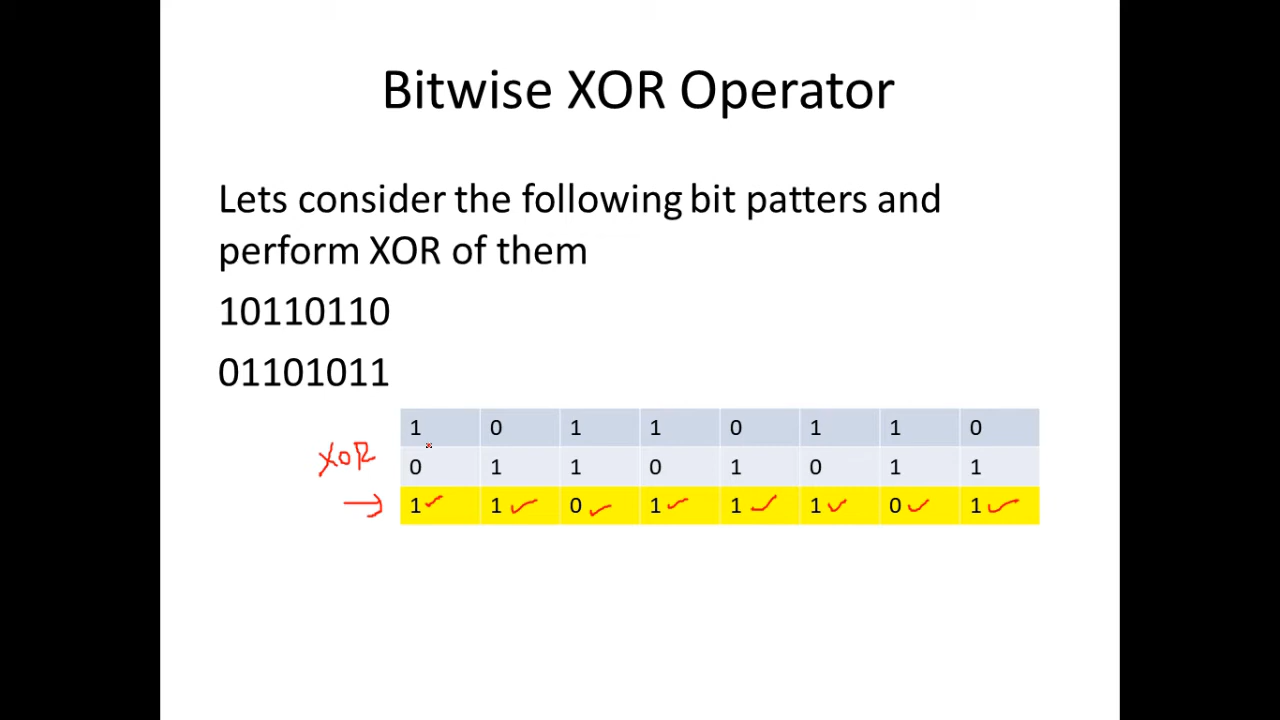 Bitwise XOR Operator
Lets consider the following bit patters and
perform XOR of them
10110110
01101011
1 0 1 1 0 1 1 0
XOR
0 1 1 0 1 0 1 1
1 1 0 1 1 1 0 1